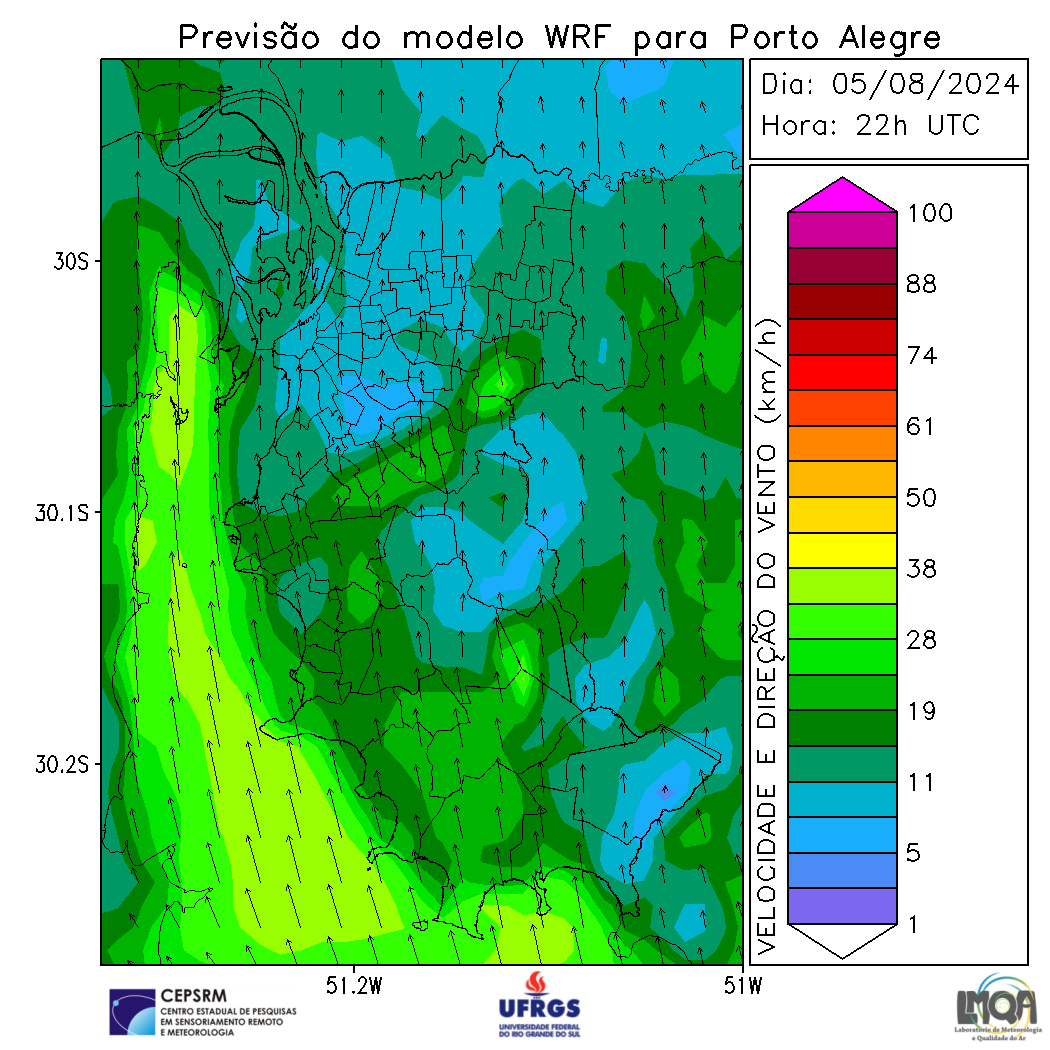 Previsão do modelo WRF para Porto Alegre
Dia: 05/08/2024
Hora: 22h UTC
30S
30.1S
30.2S
51.2W
51W
VELOCIDADE E DIREÇÃO DO VENTO (km/h)
100
88
74
61
50
38
28
19
11
5
1
CEPSRM
CENTRO ESTADUAL DE PESQUISAS
EM SENSORIAMENTO REMOTO
E METEOROLOGIA
UFRGS
UNIVERSIDADE FEDERAL
DO RIO GRANDE DO SUL
LMQA
Laboratório de Meteorologia
e Qualidade do Ar